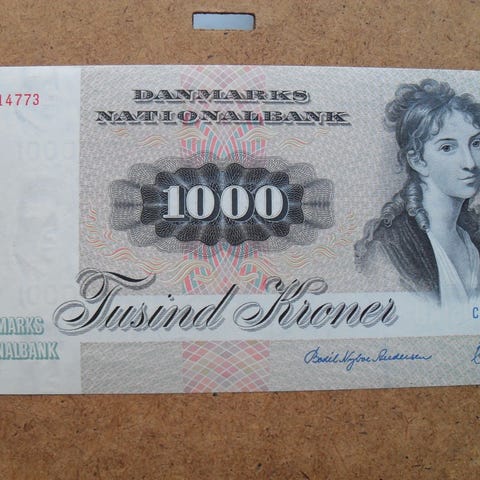 14773
DANMARKS
NATIONALBANK
1000
Tusind Kroner
C
MARKS
NALBANK
Bodil Nyboe Andersen